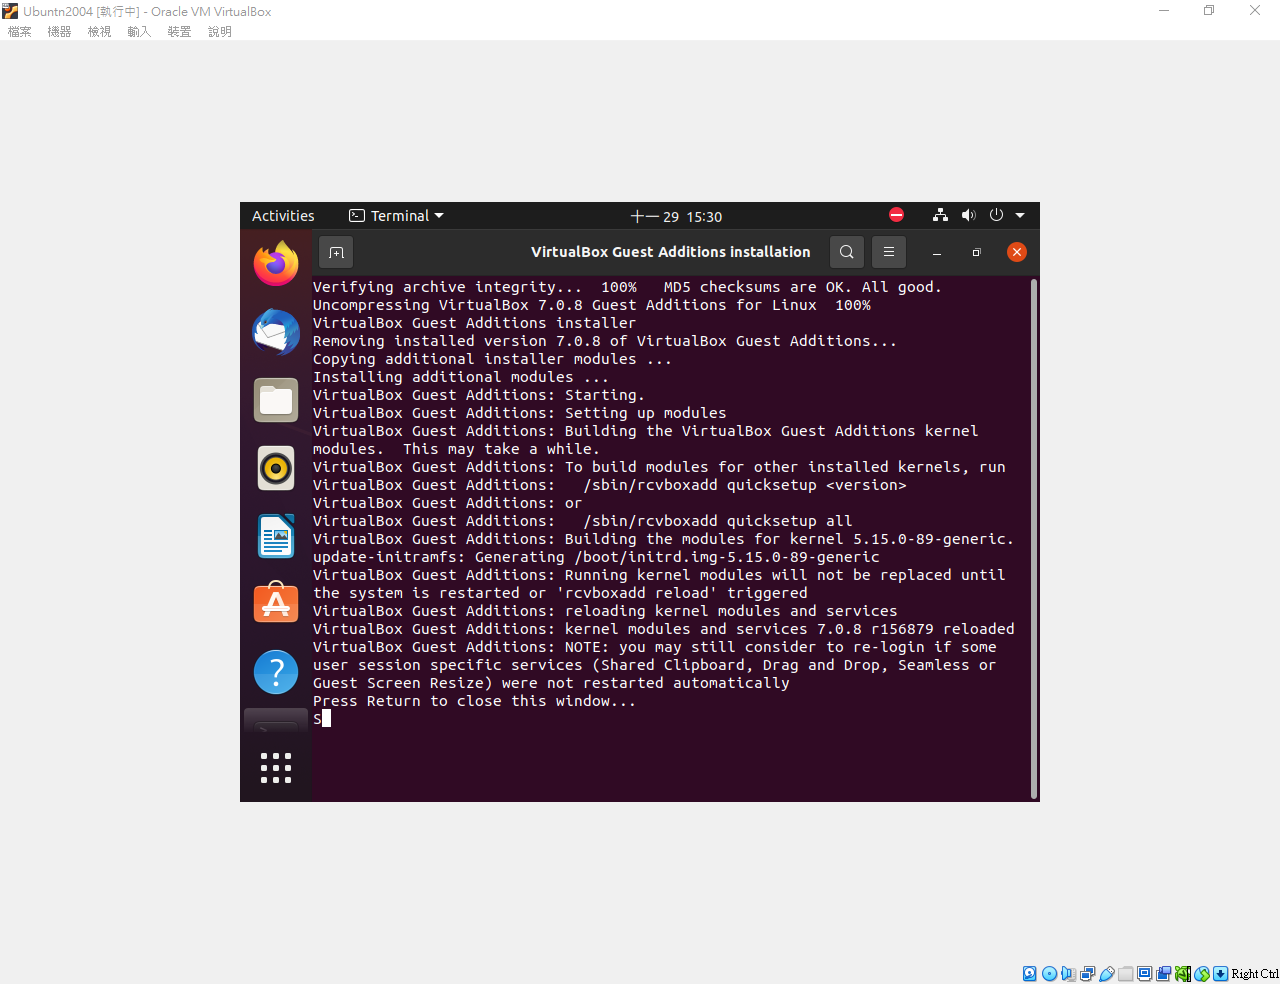 Ubuntn2004 [執行中] - Oracle VM VirtualBox
檔案 機器 檢視 輸入 裝置 說明
Activities Terminal 十一 29 15:30
VirtualBox Guest Additions installation
Verifying archive integrity...  100%   MD5 checksums are OK. All good.
Uncompressing VirtualBox 7.0.8 Guest Additions for Linux  100%
VirtualBox Guest Additions installer
Removing installed version 7.0.8 of VirtualBox Guest Additions...
Copying additional installer modules ...
Installing additional modules ...
VirtualBox Guest Additions: Starting.
VirtualBox Guest Additions: Setting up modules
VirtualBox Guest Additions: Building the VirtualBox Guest Additions kernel
modules.  This may take a while.
VirtualBox Guest Additions: To build modules for other installed kernels, run
VirtualBox Guest Additions:   /sbin/rcvboxadd quicksetup <version>
VirtualBox Guest Additions: or
VirtualBox Guest Additions:   /sbin/rcvboxadd quicksetup all
VirtualBox Guest Additions: Building the modules for kernel 5.15.0-89-generic.
update-initramfs: Generating /boot/initrd.img-5.15.0-89-generic
VirtualBox Guest Additions: Running kernel modules will not be replaced until
the system is restarted or 'rcvboxadd reload' triggered
VirtualBox Guest Additions: reloading kernel modules and services
VirtualBox Guest Additions: kernel modules and services 7.0.8 r156879 reloaded
VirtualBox Guest Additions: NOTE: you may still consider to re-login if some
user session specific services (Shared Clipboard, Drag and Drop, Seamless or
Guest Screen Resize) were not restarted automatically
Press Return to close this window...
S
Right Ctrl